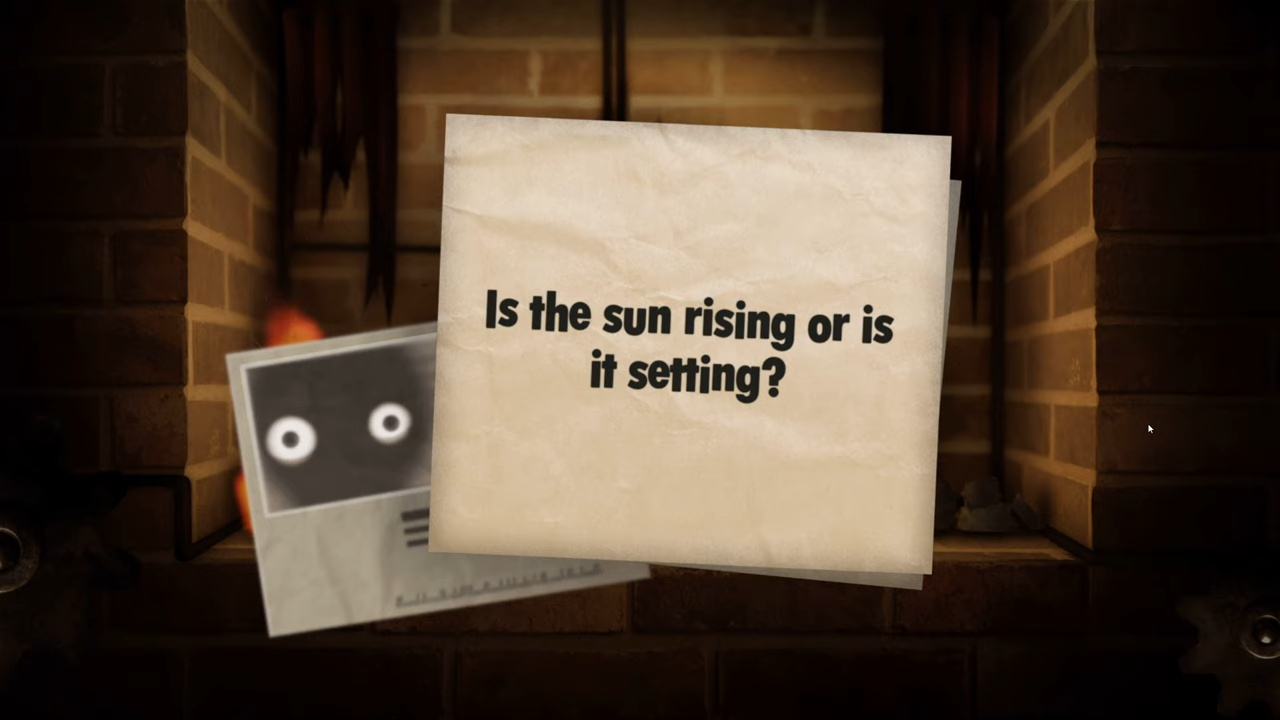 Is the sun rising or is
it setting?